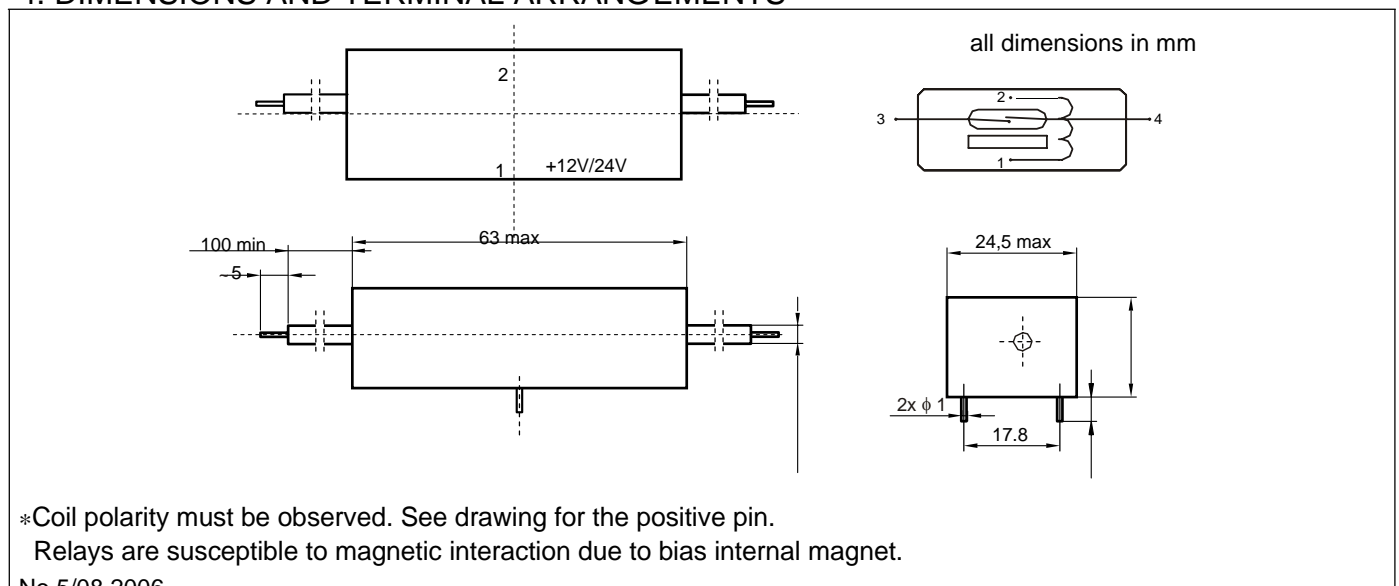 4. DIMENSIONS AND TERMINAL ARRANGEMENTS
all dimensions in mm
2
1
+12V/24V
2
3
4
1
100 min
63 max
~5
24,5 max
2x ϕ 1
17.8
*Coil polarity must be observed. See drawing for the positive pin.
Relays are susceptible to magnetic interaction due to bias internal magnet.
No 5/08.2006